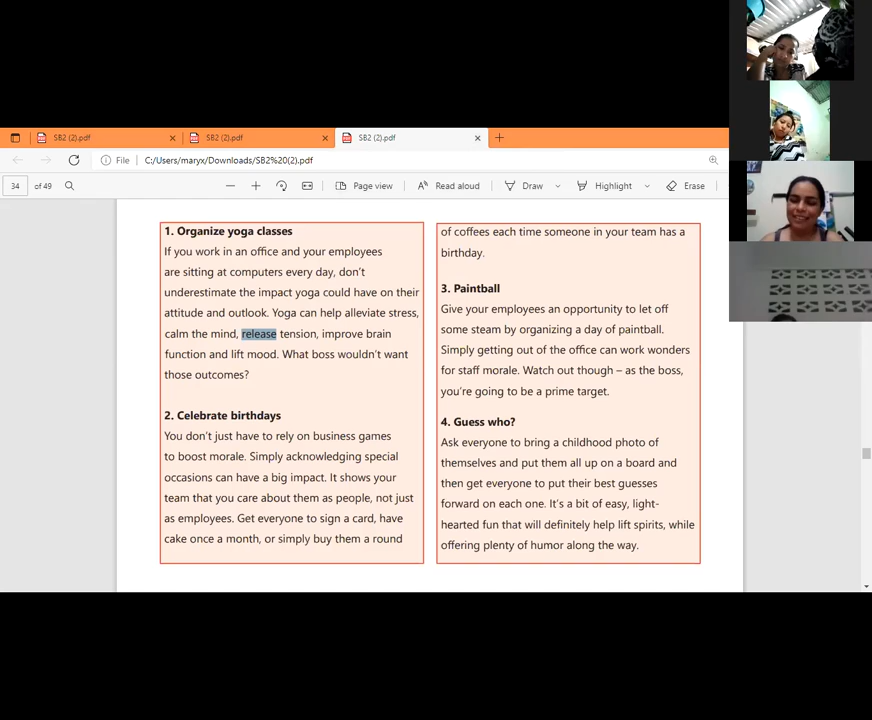 SB2 (2).pdf
SB2 (2).pdf
SB2 (2).pdf
File
C:/Users/maryx/Downloads/SB2%20(2).pdf
34
of 49
Page view
Read aloud
Draw
Highlight
Erase
1. Organize yoga classes
If you work in an office and your employees
are sitting at computers every day, don’t
underestimate the impact yoga could have on their
attitude and outlook. Yoga can help alleviate stress,
calm the mind, release tension, improve brain
function and lift mood. What boss wouldn’t want
those outcomes?
2. Celebrate birthdays
You don’t just have to rely on business games
to boost morale. Simply acknowledging special
occasions can have a big impact. It shows your
team that you care about them as people, not just
as employees. Get everyone to sign a card, have
cake once a month, or simply buy them a round
of coffees each time someone in your team has a
birthday.
3. Paintball
Give your employees an opportunity to let off
some steam by organizing a day of paintball.
Simply getting out of the office can work wonders
for staff morale. Watch out though – as the boss,
you’re going to be a prime target.
4. Guess who?
Ask everyone to bring a childhood photo of
themselves and put them all up on a board and
then get everyone to put their best guesses
forward on each one. It’s a bit of easy, light-
hearted fun that will definitely help lift spirits, while
offering plenty of humor along the way.